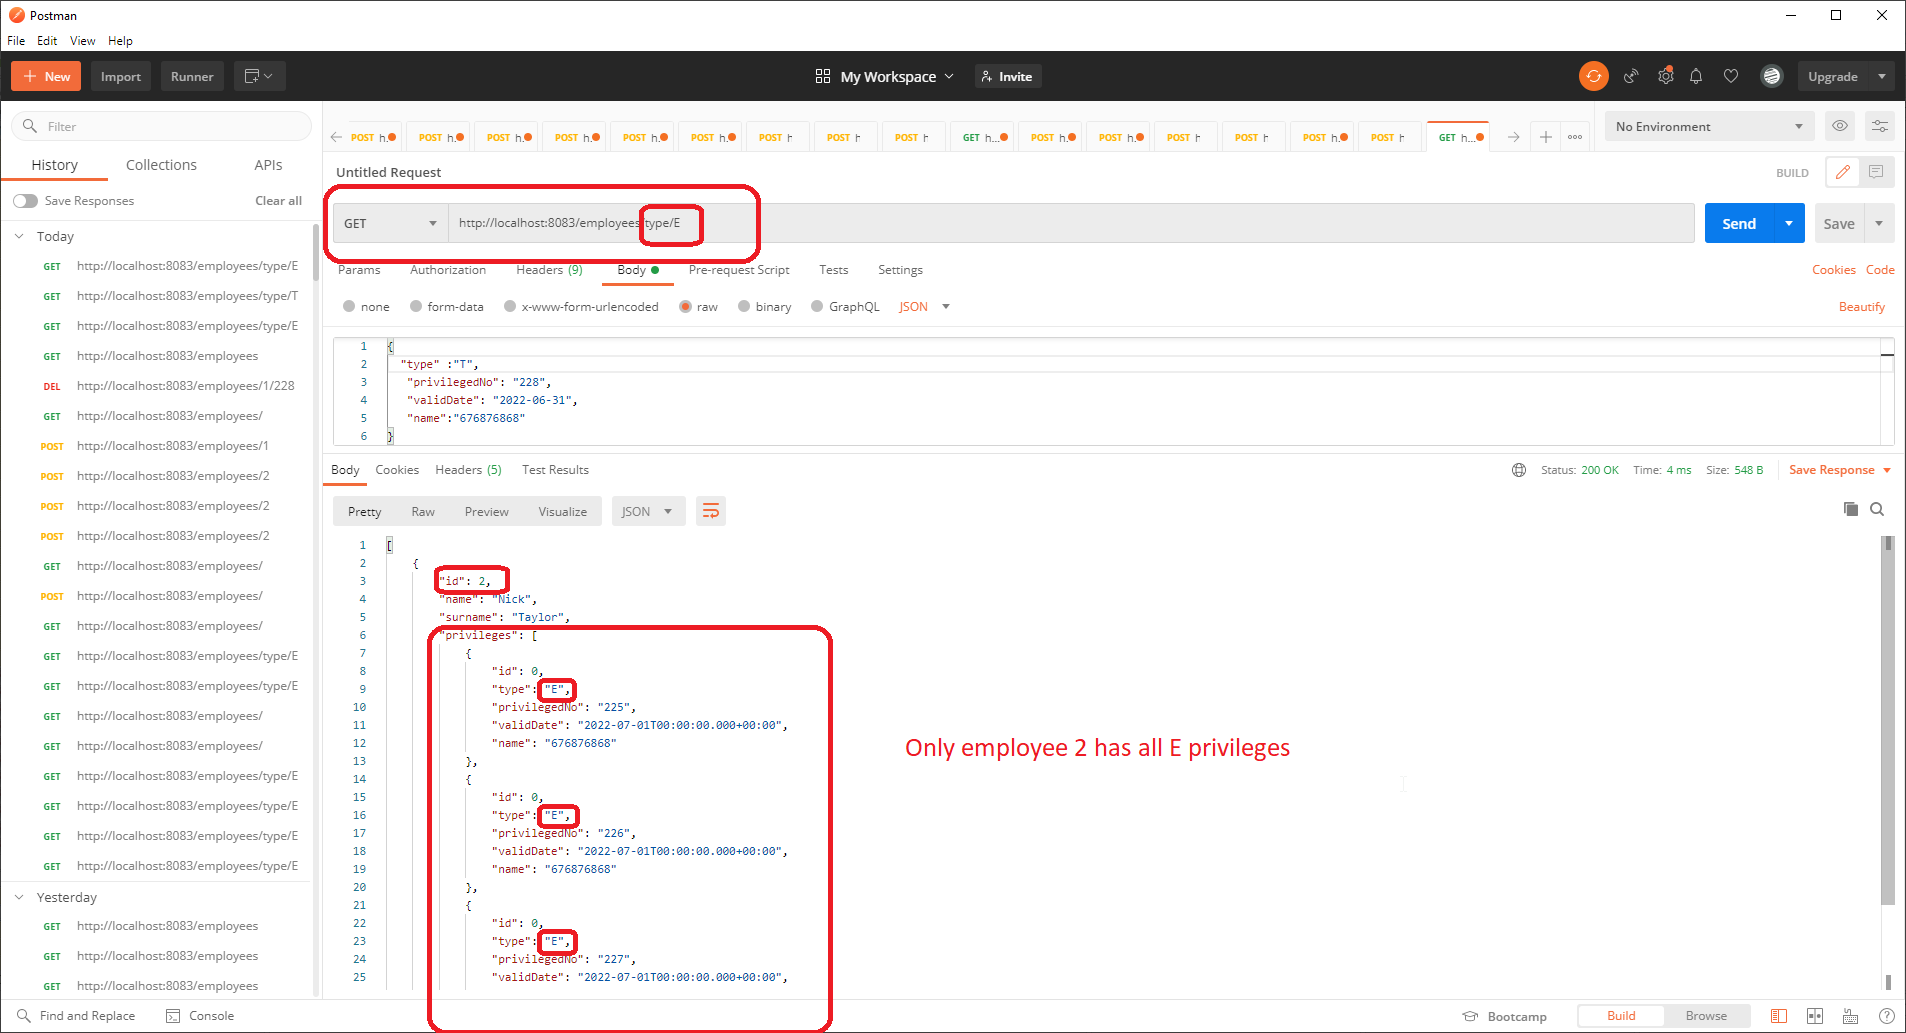 Postman
File Edit View Help
New Import Runner My Workspace Invite Upgrade
Filter
History Collections APIs
Save Responses Clear all
Today
GET http://localhost:8083/employees/type/E
GET http://localhost:8083/employees/type/T
GET http://localhost:8083/employees/type/E
GET http://localhost:8083/employees
DEL http://localhost:8083/employees/1/228
GET http://localhost:8083/employees/
POST http://localhost:8083/employees/1
POST http://localhost:8083/employees/2
POST http://localhost:8083/employees/2
POST http://localhost:8083/employees/2
GET http://localhost:8083/employees/
POST http://localhost:8083/employees/
GET http://localhost:8083/employees/
GET http://localhost:8083/employees/type/E
GET http://localhost:8083/employees/type/E
GET http://localhost:8083/employees/
GET http://localhost:8083/employees/
GET http://localhost:8083/employees/type/E
GET http://localhost:8083/employees/type/E
GET http://localhost:8083/employees/type/E
GET http://localhost:8083/employees/type/E
Yesterday
GET http://localhost:8083/employees
GET http://localhost:8083/employees
GET http://localhost:8083/employees
POST h. POST h. POST h. POST h. POST h. POST h. POST h POST h POST h GET h... POST h. POST h. POST h POST h POST h. POST h GET h...
No Environment
Untitled Request BUILD
GET http://localhost:8083/employees/type/E Send Save
Params Authorization Headers (9) Body Pre-request Script Tests Settings Cookies Code
none form-data x-www-form-urlencoded raw binary GraphQL JSON Beautify
1 {
2 "type" :"T",
3 "privilegedNo": "228",
4 "validDate": "2022-06-31",
5 "name":"676876868"
6 }
Body Cookies Headers (5) Test Results Status: 200 OK Time: 4 ms Size: 548 B Save Response
Pretty Raw Preview Visualize JSON
1 [
2 {
3 "id": 2,
4 "name": "Nick",
5 "surname": "Taylor",
6 "privileges": [
7 {
8 "id": 0,
9 "type": "E",
10 "privilegedNo": "225",
11 "validDate": "2022-07-01T00:00:00.000+00:00",
12 "name": "676876868"
13 },
14 {
15 "id": 0,
16 "type": "E",
17 "privilegedNo": "226",
18 "validDate": "2022-07-01T00:00:00.000+00:00",
19 "name": "676876868"
20 },
21 {
22 "id": 0,
23 "type": "E",
24 "privilegedNo": "227",
25 "validDate": "2022-07-01T00:00:00.000+00:00",
Only employee 2 has all E privileges
Find and Replace Console Bootcamp Build Browse